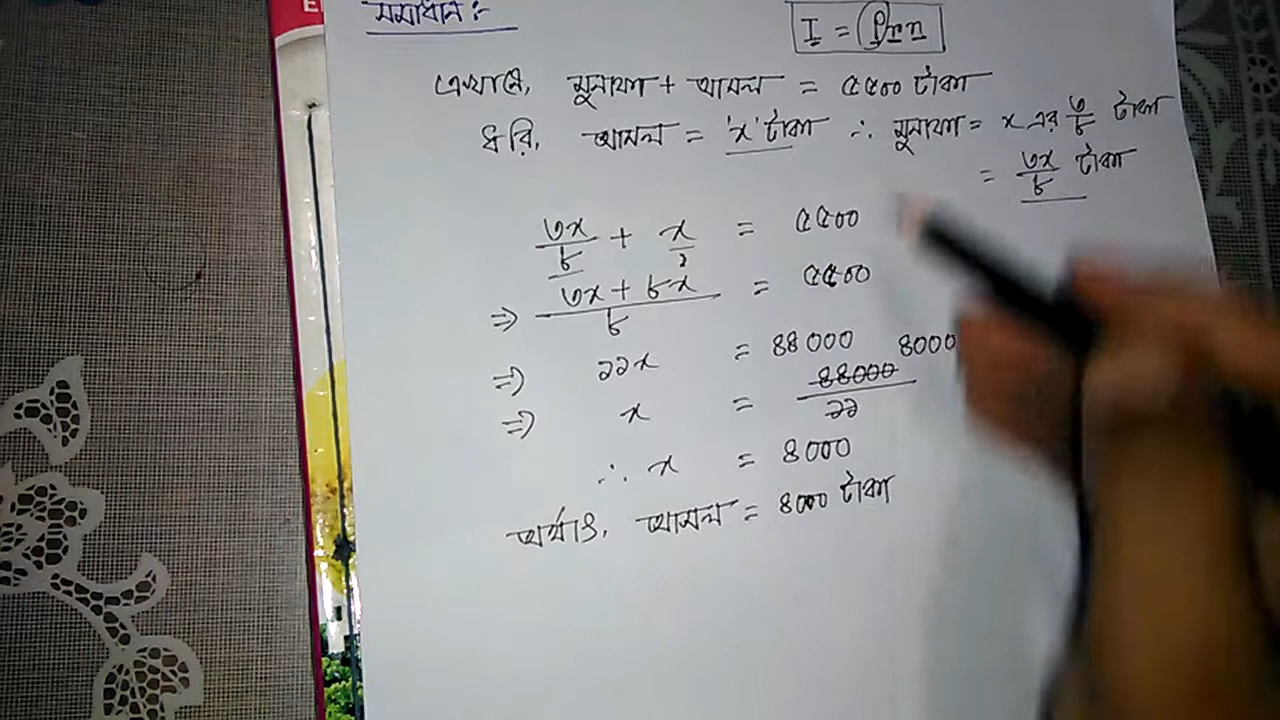 E
সমাধান :-
I = Prn
এখানে, মুনাফা + আসল = ৫৫০০ টাকা
ধরি, আসল = 'x' টাকা ∴ মুনাফা = x এর ৩/৮ টাকা
= ৩x/৮ টাকা
৩x/৮ + x/১ = ৫৫০০
⇒ ৩x + ৮x/৮ = ৫৫০০
⇒ ১১x = ৪৪০০০
⇒ x = ৪৪০০০/১১ ৪০০০
∴ x = ৪০০০
অর্থাৎ, আসল = ৪০০০ টাকা